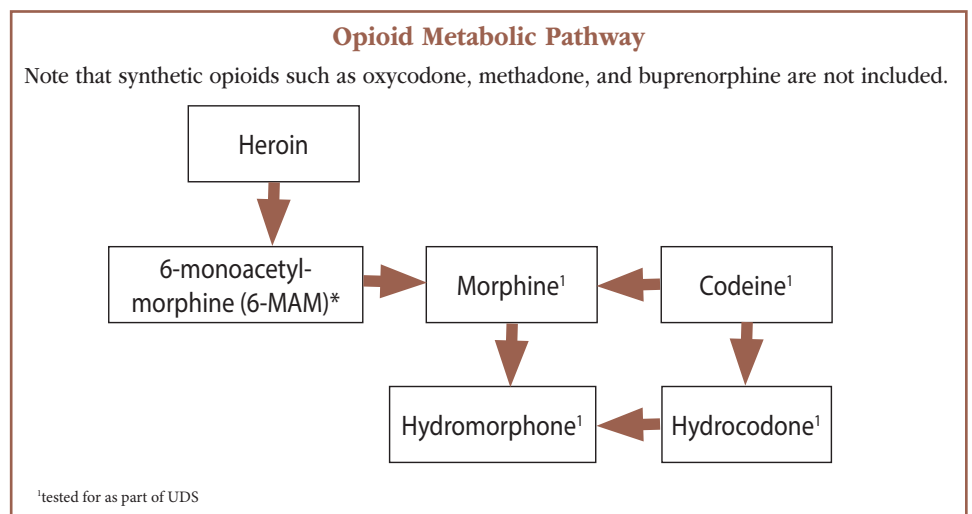 Opioid Metabolic Pathway
Note that synthetic opioids such as oxycodone, methadone, and buprenorphine are not included.
Heroin
6-monoacetyl-
morphine (6-MAM)*
Morphine¹
Codeine¹
Hydromorphone¹
Hydrocodone¹
¹tested for as part of UDS